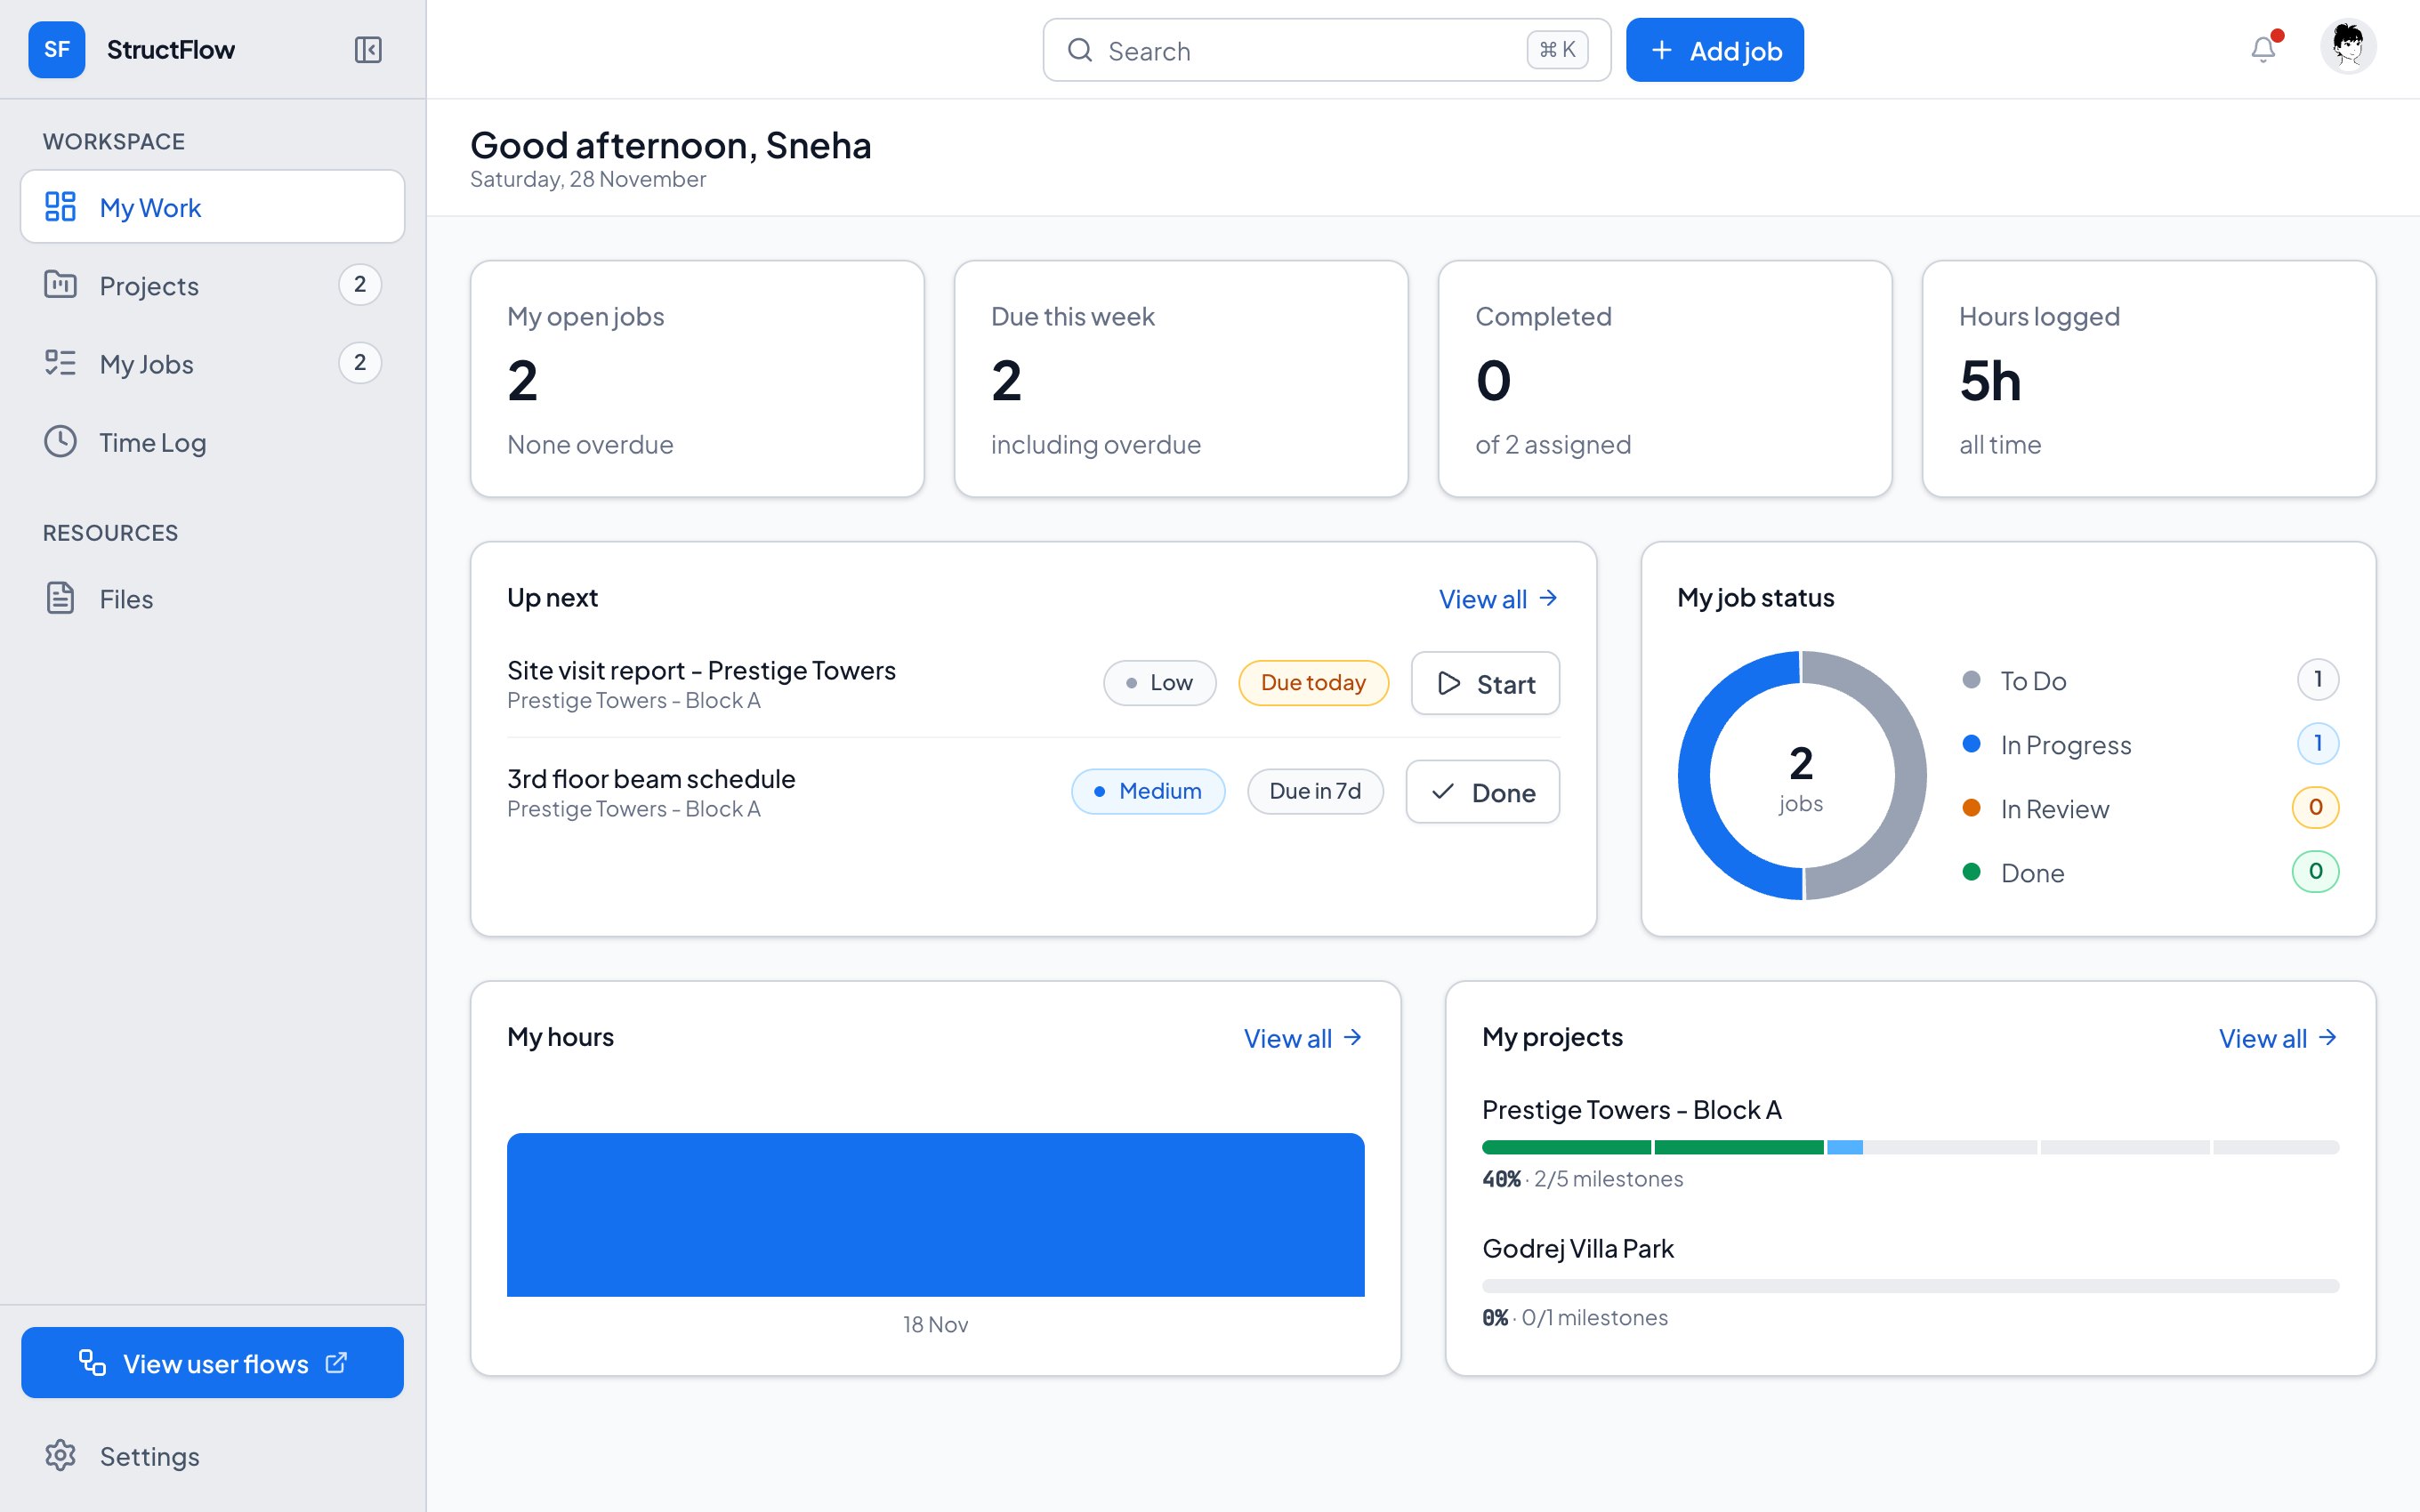 SF StructFlow
Search ⌘ K
+ Add job
WORKSPACE
My Work
Projects 2
My Jobs 2
Time Log
RESOURCES
Files
View user flows
Settings
Good afternoon, Sneha
Saturday, 28 November
My open jobs
2
None overdue
Due this week
2
including overdue
Completed
0
of 2 assigned
Hours logged
5h
all time
Up next View all →
Site visit report - Prestige Towers
Prestige Towers - Block A
Low Due today Start
3rd floor beam schedule
Prestige Towers - Block A
Medium Due in 7d Done
My job status
2
jobs
To Do 1
In Progress 1
In Review 0
Done 0
My hours View all →
18 Nov
My projects View all →
Prestige Towers - Block A
40% · 2/5 milestones
Godrej Villa Park
0% · 0/1 milestones